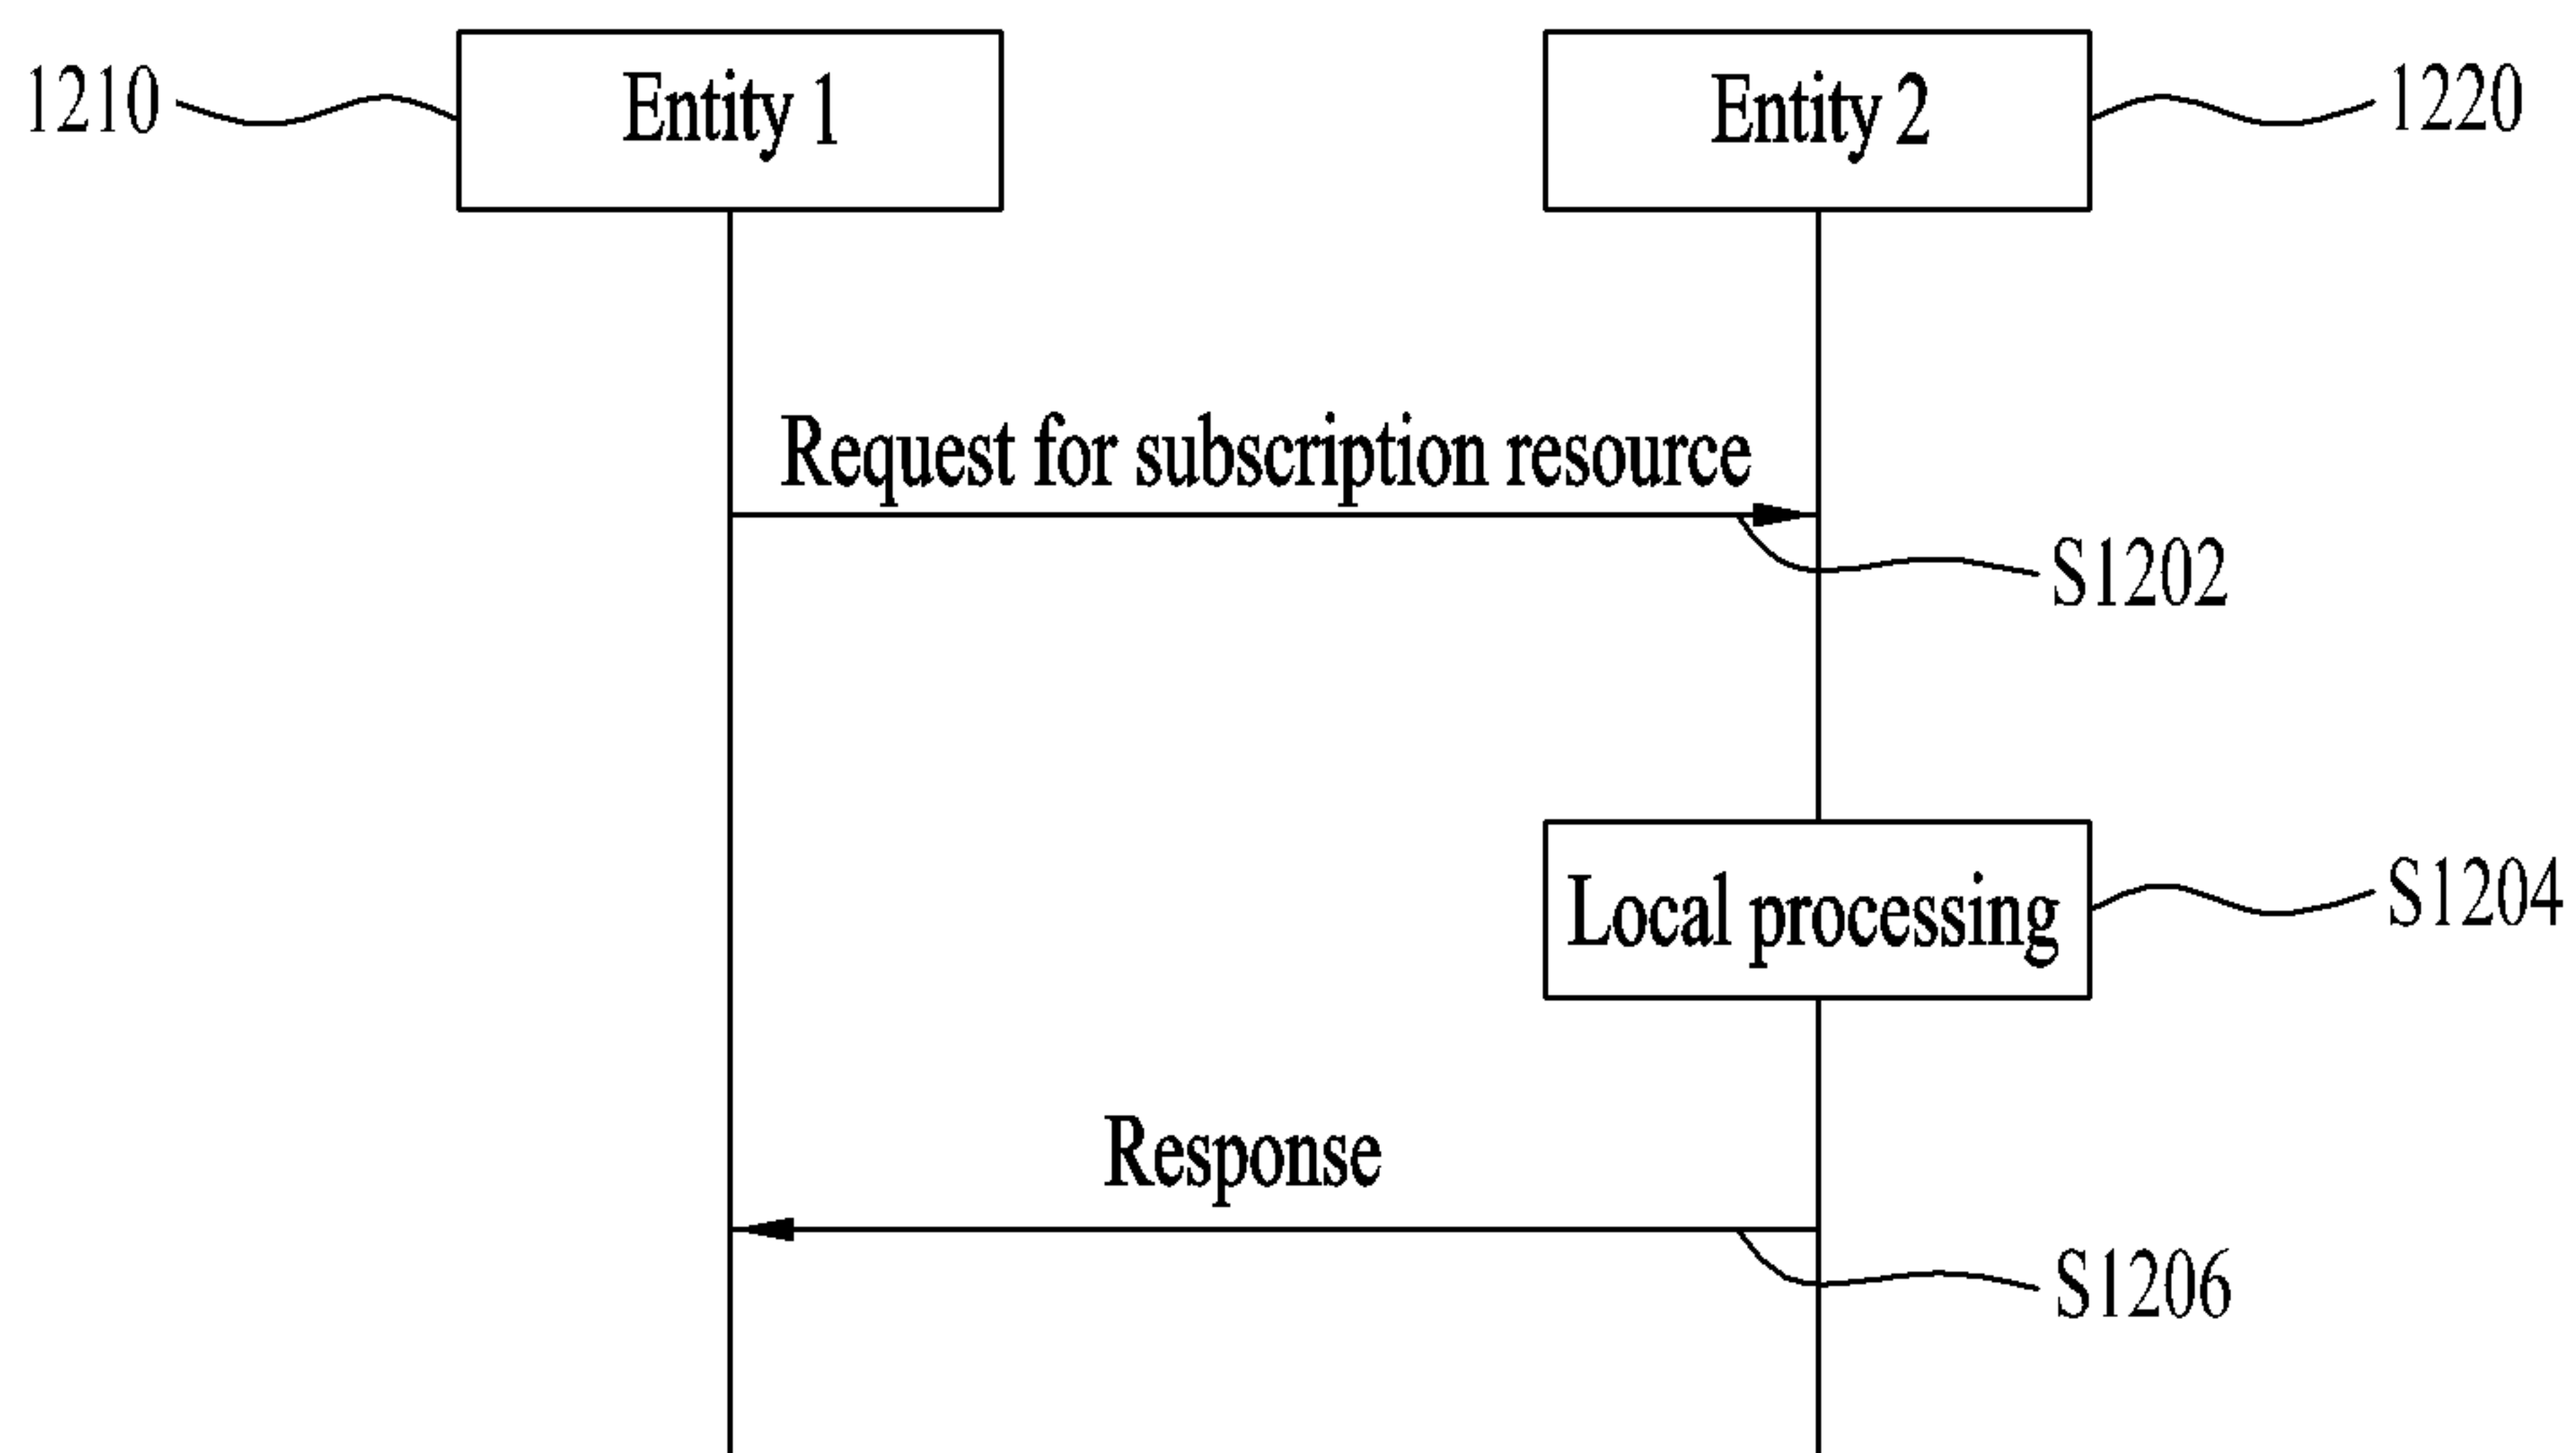 1210
Entity 1
Entity 2
1220
Request for subscription resource
S1202
Local processing
S1204
Response
S1206